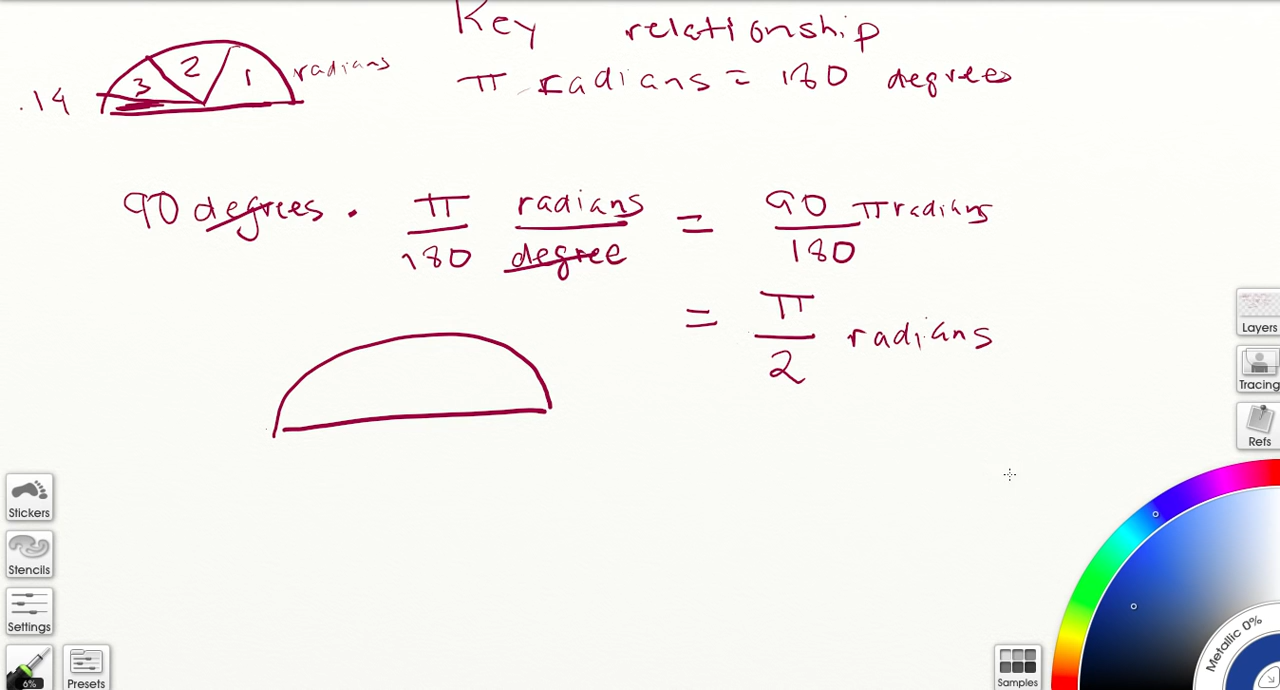 Key relationship
3 2 1 radians
π radians = 180 degrees
.14
90 degrees . π radians = 90 π radians
180 degree 180
= π radians
2
Layers
Tracing
Refs
Stickers
Stencils
Settings
6%
Presets
Samples
Metallic 0%